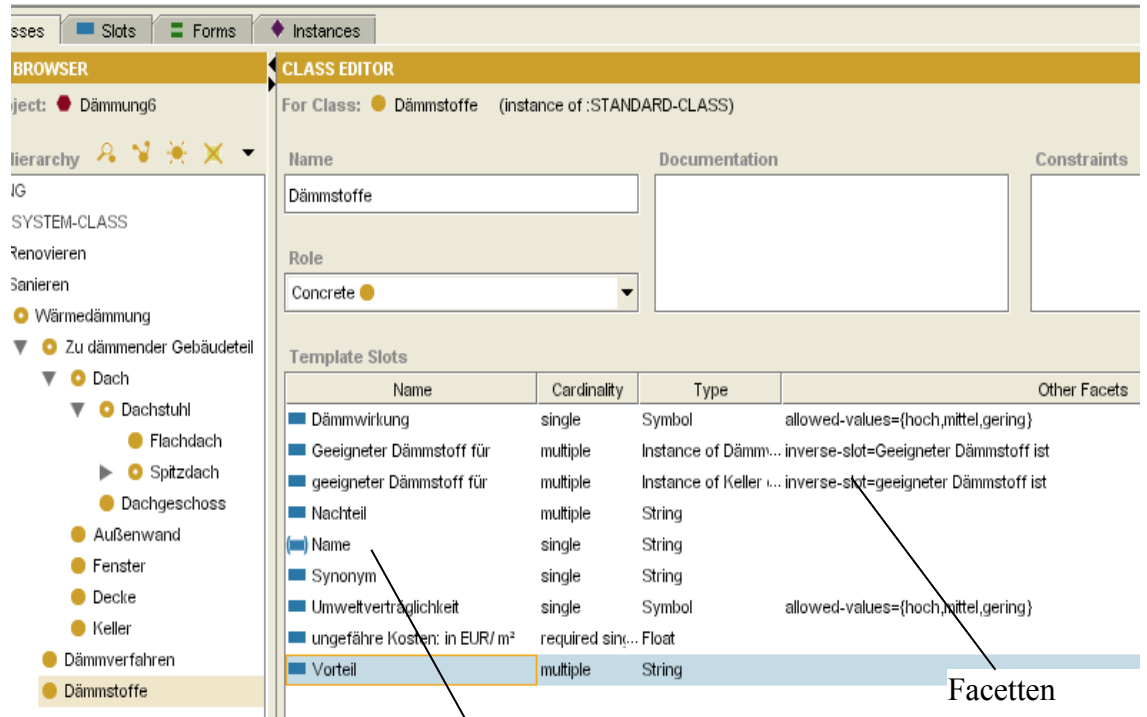 sses Slots Forms Instances
BROWSER
oject: Dämmung6
Hierarchy
NG
SYSTEM-CLASS
Renovieren
Sanieren
Wärmedämmung
Zu dämmender Gebäudeteil
Dach
Dachstuhl
Flachdach
Spitzdach
Dachgeschoss
Außenwand
Fenster
Decke
Keller
Dämmverfahren
Dämmstoffe
CLASS EDITOR
For Class: Dämmstoffe (instance of :STANDARD-CLASS)
Name Documentation Constraints
Dämmstoffe
Role
Concrete
Template Slots
Name Cardinality Type Other Facets
Dämmwirkung single Symbol allowed-values={hoch,mittel,gering}
Geeigneter Dämmstoff für multiple Instance of Dämm... inverse-slot=Geeigneter Dämmstoff ist
geeigneter Dämmstoff für multiple Instance of Keller ... inverse-slot=geeigneter Dämmstoff ist
Nachteil multiple String
Name single String
Synonym single String
Umweltverträglichkeit single Symbol allowed-values={hoch,mittel,gering}
ungefähre Kosten: in EUR/ m² required sing... Float
Vorteil multiple String
Facetten